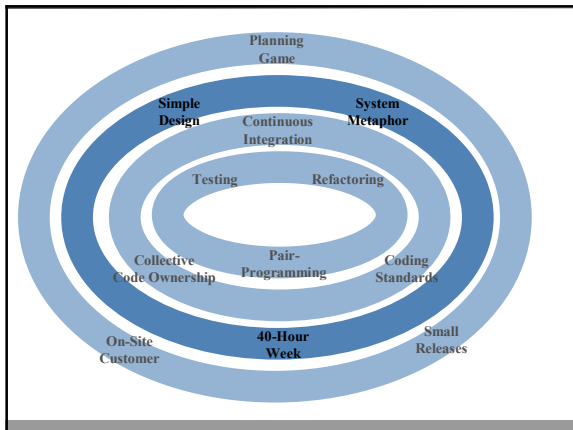 Planning
Game
Simple
Design
System
Metaphor
Continuous
Integration
Testing
Refactoring
Collective
Code Ownership
Pair-
Programming
Coding
Standards
On-Site
Customer
40-Hour
Week
Small
Releases